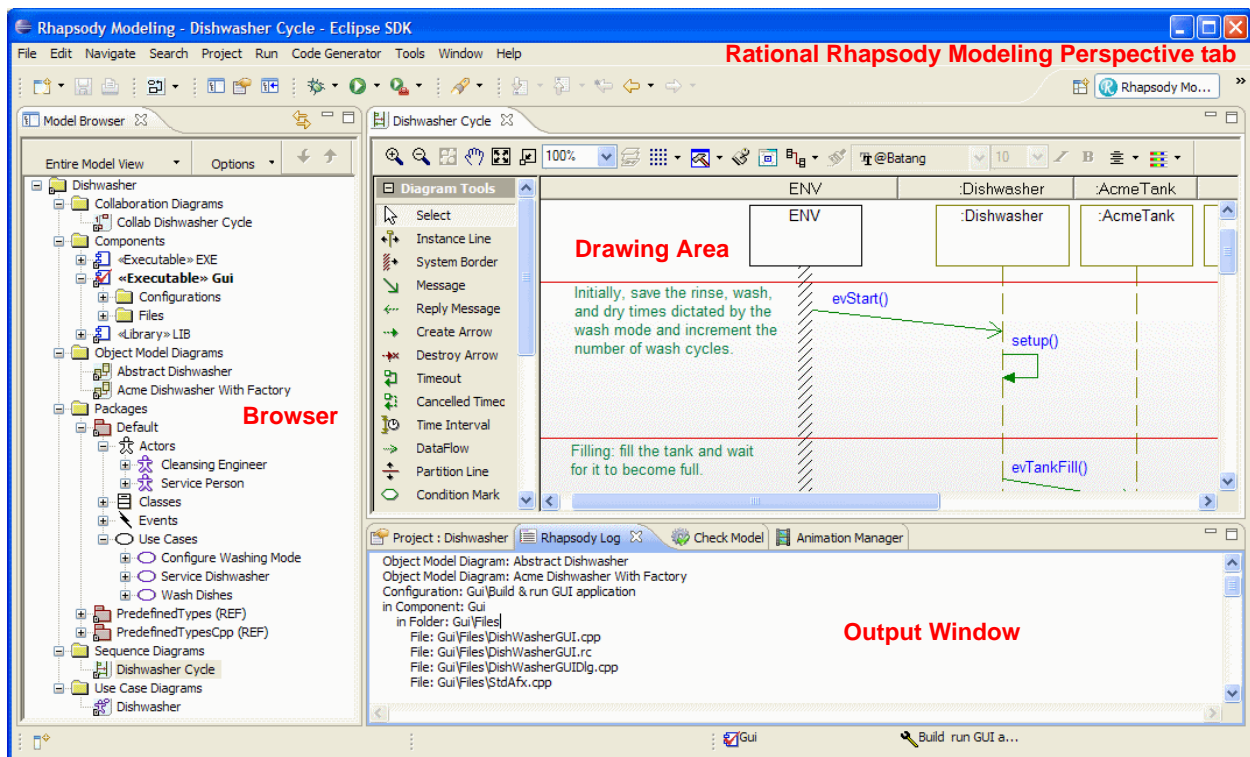 Rhapsody Modeling - Dishwasher Cycle - Eclipse SDK
File Edit Navigate Search Project Run Code Generator Tools Window Help
Rational Rhapsody Modeling Perspective tab
Rhapsody Mo...
Model Browser
Entire Model View Options
Dishwasher
Collaboration Diagrams
Collab Dishwasher Cycle
Components
«Executable» EXE
«Executable» Gui
Configurations
Files
«Library» LIB
Object Model Diagrams
Abstract Dishwasher
Acme Dishwasher With Factory
Packages
Default
Actors
Cleansing Engineer
Service Person
Classes
Events
Use Cases
Configure Washing Mode
Service Dishwasher
Wash Dishes
PredefinedTypes (REF)
PredefinedTypesCpp (REF)
Sequence Diagrams
Dishwasher Cycle
Use Case Diagrams
Dishwasher
Browser
Dishwasher Cycle
100% @Batang 10 I B
Diagram Tools
Select
Instance Line
System Border
Message
Reply Message
Create Arrow
Destroy Arrow
Timeout
Cancelled Timec
Time Interval
DataFlow
Partition Line
Condition Mark
ENV :Dishwasher :AcmeTank
ENV :Dishwasher :AcmeTank
Drawing Area
Initially, save the rinse, wash,
and dry times dictated by the
wash mode and increment the
number of wash cycles.
evStart()
setup()
Filling: fill the tank and wait
for it to become full.
evTankFill()
Project : Dishwasher Rhapsody Log Check Model Animation Manager
Object Model Diagram: Abstract Dishwasher
Object Model Diagram: Acme Dishwasher With Factory
Configuration: Gui\Build & run GUI application
in Component: Gui
in Folder: Gui\Files
File: Gui\Files\DishWasherGUI.cpp
File: Gui\Files\DishWasherGUI.rc
File: Gui\Files\DishWasherGUIDlg.cpp
File: Gui\Files\StdAfx.cpp
Output Window
Gui Build run GUI a...